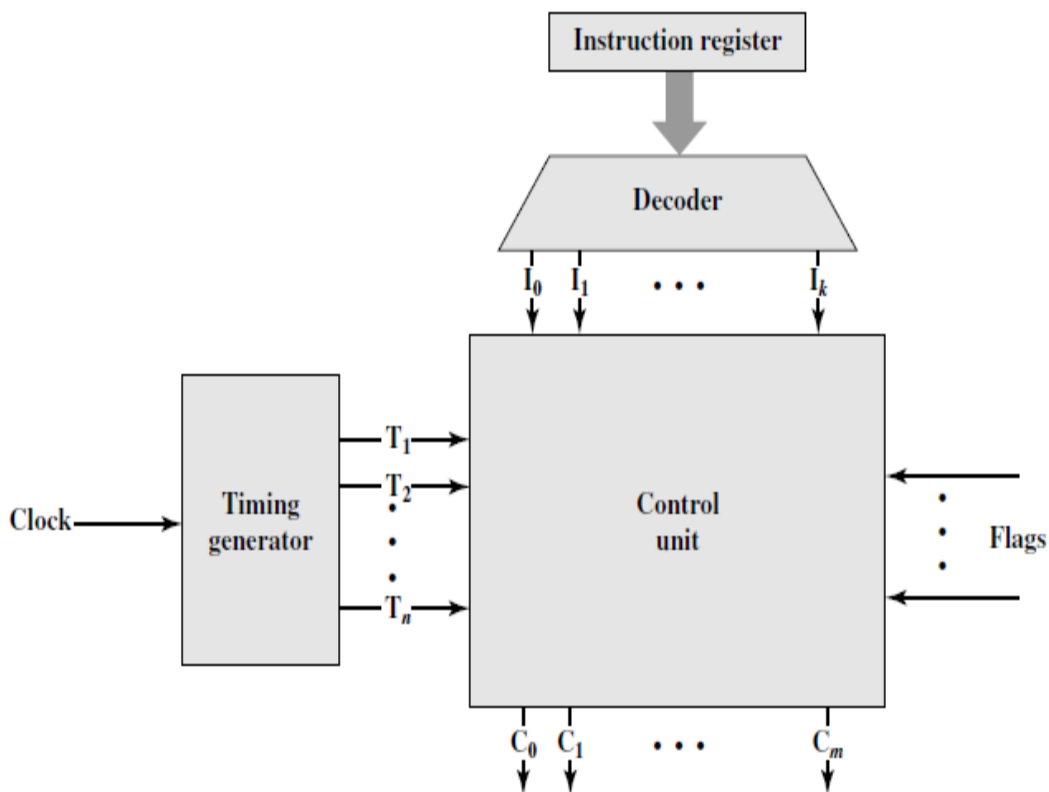 Instruction register
Decoder
I0 I1 • • • Ik
T1
T2
Tn
Clock
Timing
generator
Control
unit
Flags
C0 C1 • • • Cm